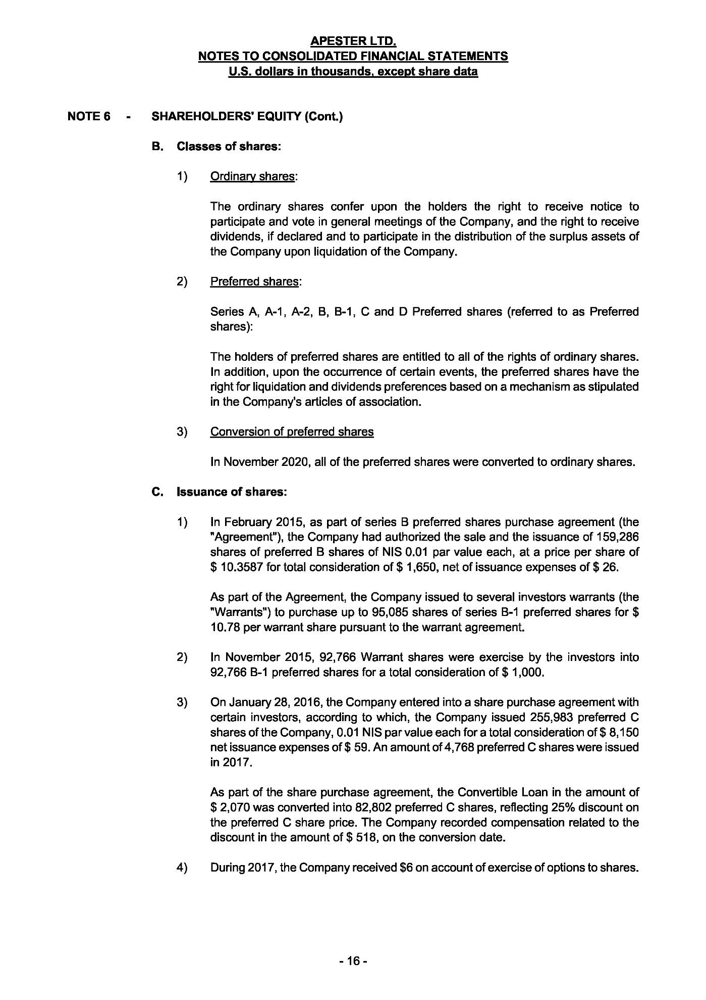 APESTER LTD.
NOTES TO CONSOLIDATED FINANCIAL STATEMENTS
U.S. dollars in thousands, except share data
NOTE 6 - SHAREHOLDERS' EQUITY (Cont.)
B. Classes of shares:
1) Ordinary shares:
The ordinary shares confer upon the holders the right to receive notice to
participate and vote in general meetings of the Company, and the right to receive
dividends, if declared and to participate in the distribution of the surplus assets of
the Company upon liquidation of the Company.
2) Preferred shares:
Series A, A-1, A-2, B, B-1, C and D Preferred shares (referred to as Preferred
shares):
The holders of preferred shares are entitled to all of the rights of ordinary shares.
In addition, upon the occurrence of certain events, the preferred shares have the
right for liquidation and dividends preferences based on a mechanism as stipulated
in the Company's articles of association.
3) Conversion of preferred shares
In November 2020, all of the preferred shares were converted to ordinary shares.
C. Issuance of shares:
1) In February 2015, as part of series B preferred shares purchase agreement (the
"Agreement"), the Company had authorized the sale and the issuance of 159,286
shares of preferred B shares of NIS 0.01 par value each, at a price per share of
$ 10.3587 for total consideration of $ 1,650, net of issuance expenses of $ 26.
As part of the Agreement, the Company issued to several investors warrants (the
"Warrants") to purchase up to 95,085 shares of series B-1 preferred shares for $
10.78 per warrant share pursuant to the warrant agreement.
2) In November 2015, 92,766 Warrant shares were exercise by the investors into
92,766 B-1 preferred shares for a total consideration of $ 1,000.
3) On January 28, 2016, the Company entered into a share purchase agreement with
certain investors, according to which, the Company issued 255,983 preferred C
shares of the Company, 0.01 NIS par value each for a total consideration of $ 8,150
net issuance expenses of $ 59. An amount of 4,768 preferred C shares were issued
in 2017.
As part of the share purchase agreement, the Convertible Loan in the amount of
$ 2,070 was converted into 82,802 preferred C shares, reflecting 25% discount on
the preferred C share price. The Company recorded compensation related to the
discount in the amount of $ 518, on the conversion date.
4) During 2017, the Company received $6 on account of exercise of options to shares.
- 16 -